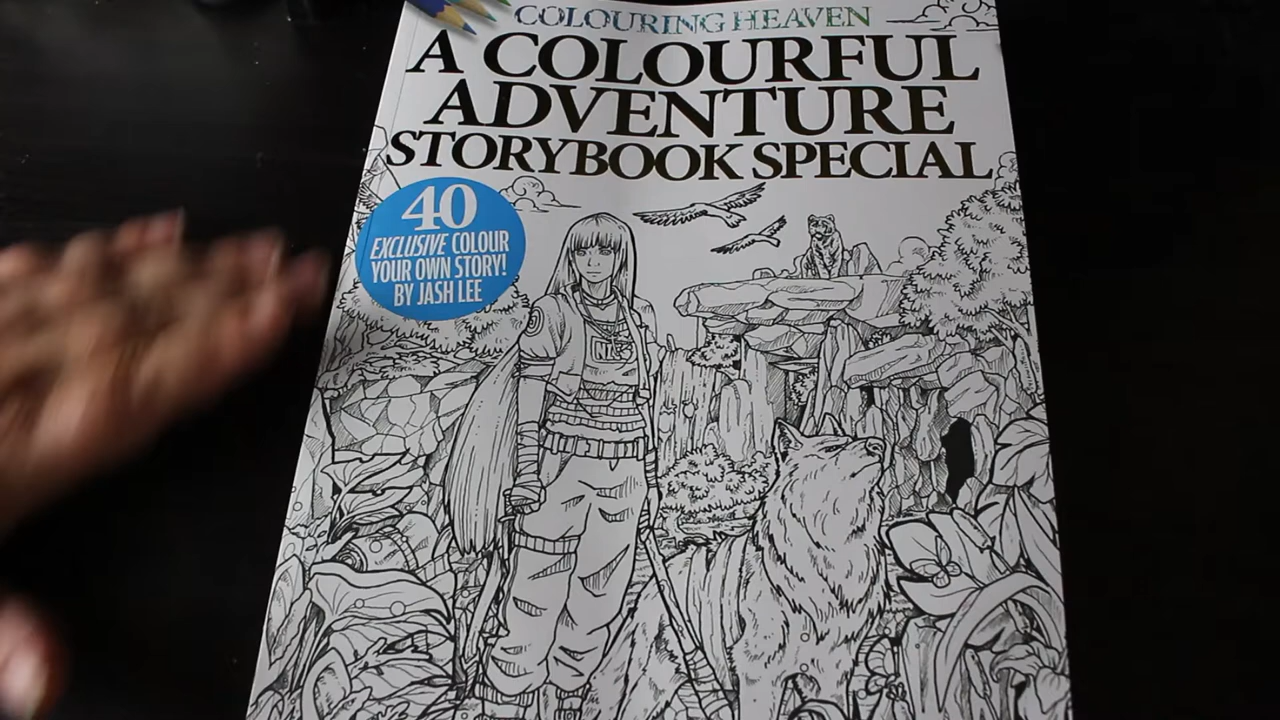 COLOURING HEAVEN
A COLOURFUL
ADVENTURE
STORYBOOK SPECIAL
40
EXCLUSIVE COLOUR
YOUR OWN STORY!
BY JASH LEE